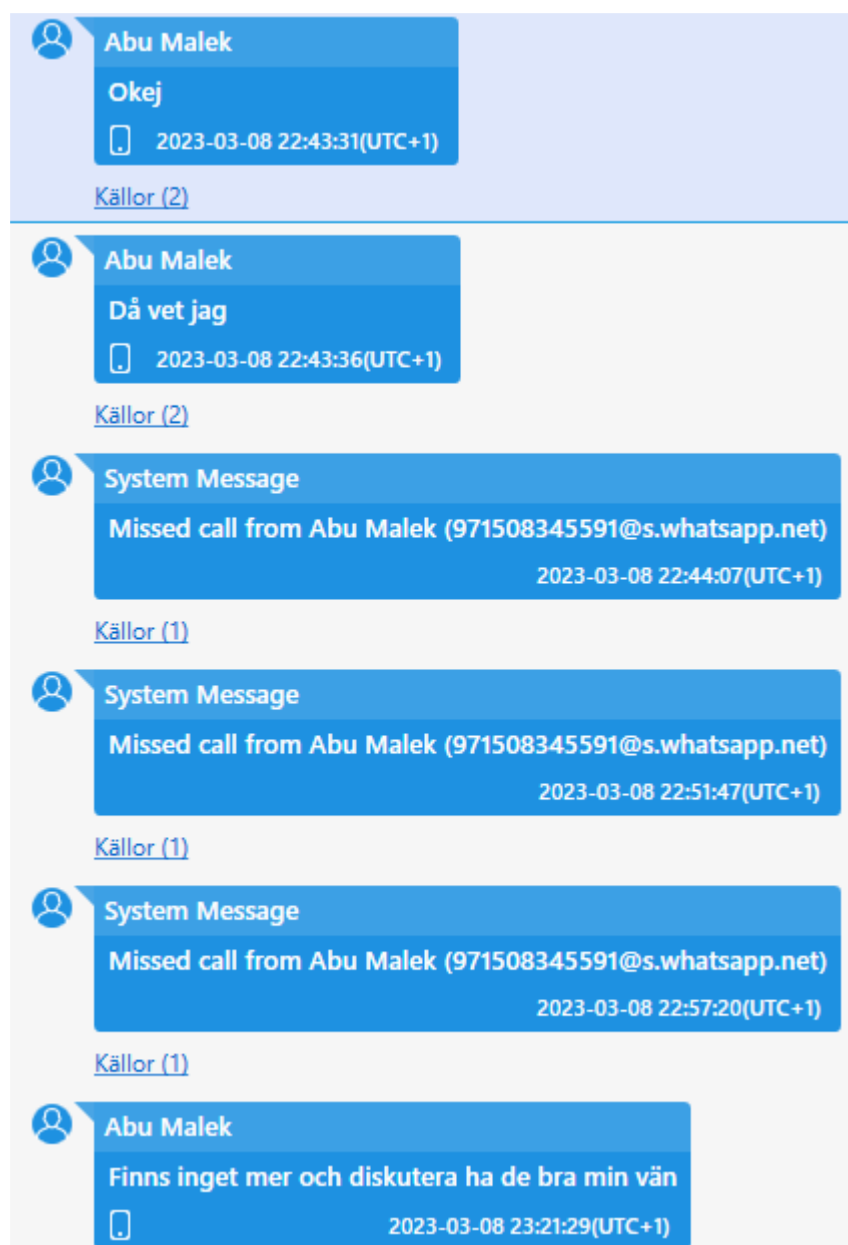 Abu Malek
Okej
2023-03-08 22:43:31(UTC+1)
Källor (2)
Abu Malek
Då vet jag
2023-03-08 22:43:36(UTC+1)
Källor (2)
System Message
Missed call from Abu Malek (971508345591@s.whatsapp.net)
2023-03-08 22:44:07(UTC+1)
Källor (1)
System Message
Missed call from Abu Malek (971508345591@s.whatsapp.net)
2023-03-08 22:51:47(UTC+1)
Källor (1)
System Message
Missed call from Abu Malek (971508345591@s.whatsapp.net)
2023-03-08 22:57:20(UTC+1)
Källor (1)
Abu Malek
Finns inget mer och diskutera ha de bra min vän
2023-03-08 23:21:29(UTC+1)